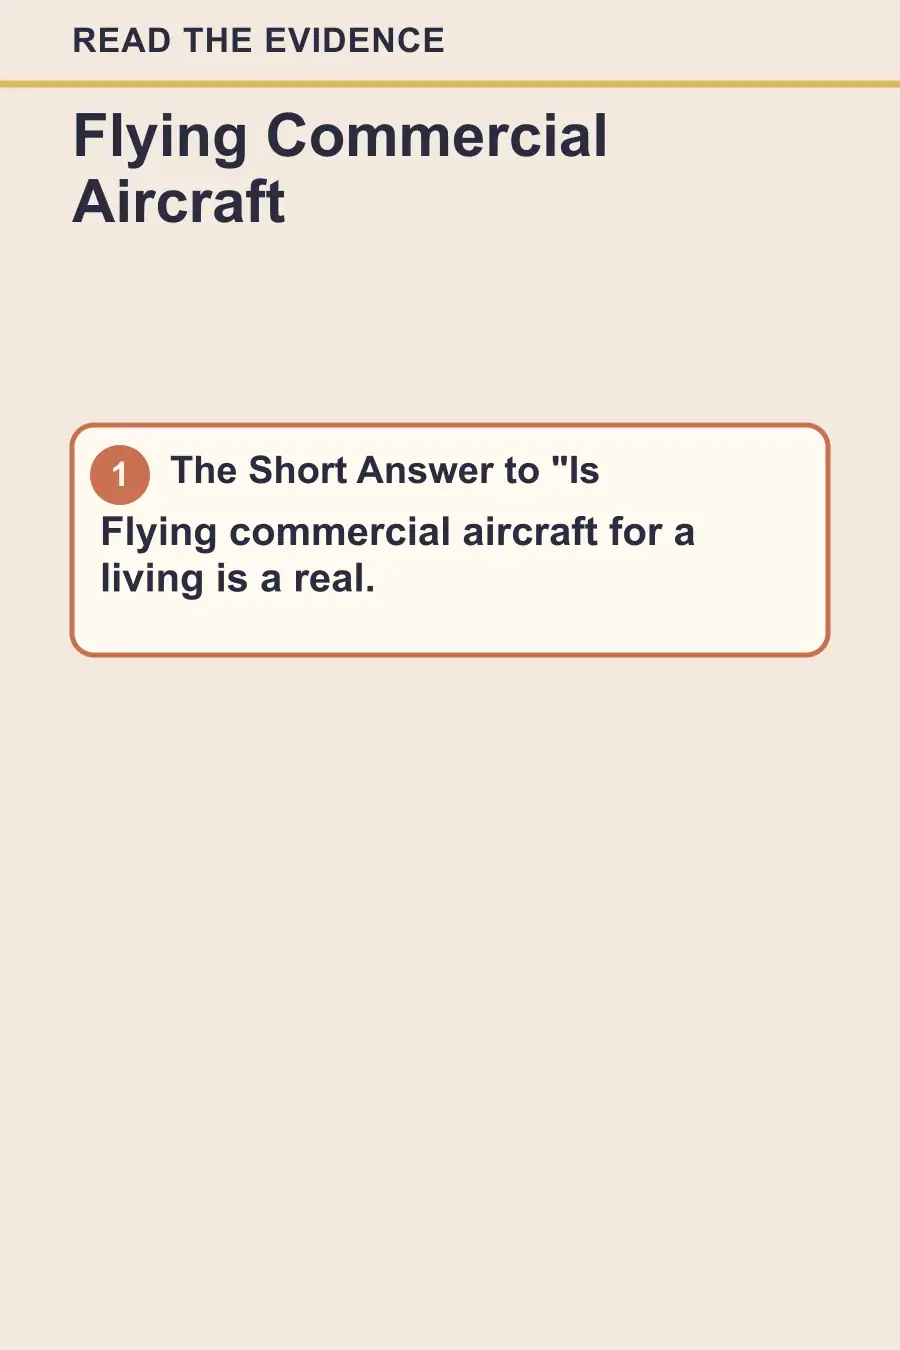 READ THE EVIDENCE
Flying Commercial
Aircraft
1 The Short Answer to "Is
Flying commercial aircraft for a
living is a real.